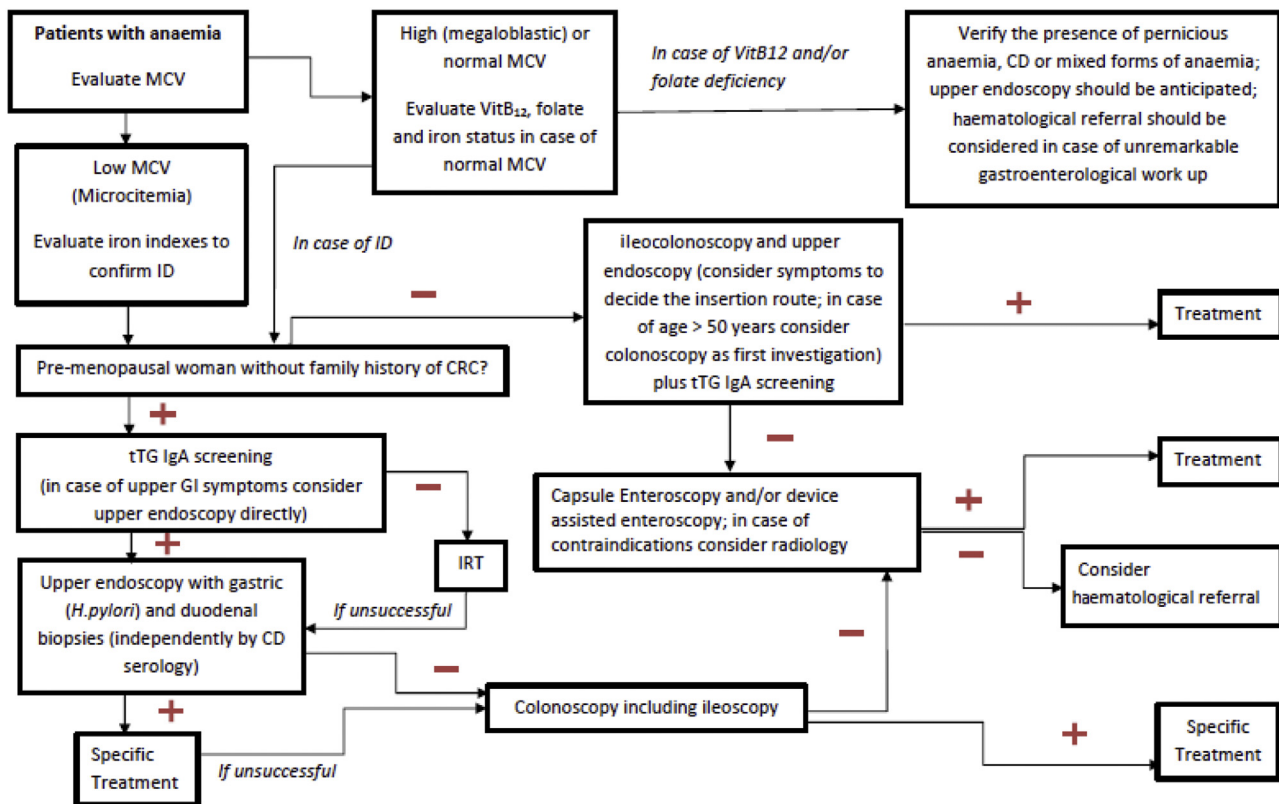 Patients with anaemia
Evaluate MCV
High (megaloblastic) or
normal MCV
Evaluate VitB₁₂, folate
and iron status in case of
normal MCV
In case of VitB12 and/or
folate deficiency
Verify the presence of pernicious
anaemia, CD or mixed forms of anaemia;
upper endoscopy should be anticipated;
haematological referral should be
considered in case of unremarkable
gastroenterological work up
Low MCV
(Microcitemia)
Evaluate iron indexes to
confirm ID
In case of ID
−
ileocolonoscopy and upper
endoscopy (consider symptoms to
decide the insertion route; in case
of age > 50 years consider
colonoscopy as first investigation)
plus tTG IgA screening
+
Treatment
Pre-menopausal woman without family history of CRC?
+
−
tTG IgA screening
(in case of upper GI symptoms consider
upper endoscopy directly)
−
Capsule Enteroscopy and/or device
assisted enteroscopy; in case of
contraindications consider radiology
+
Treatment
−
Consider
haematological referral
+
IRT
If unsuccessful
Upper endoscopy with gastric
(H.pylori) and duodenal
biopsies (independently by CD
serology)
−
−
Colonoscopy including ileoscopy
+
Specific
Treatment
+
Specific
Treatment
If unsuccessful